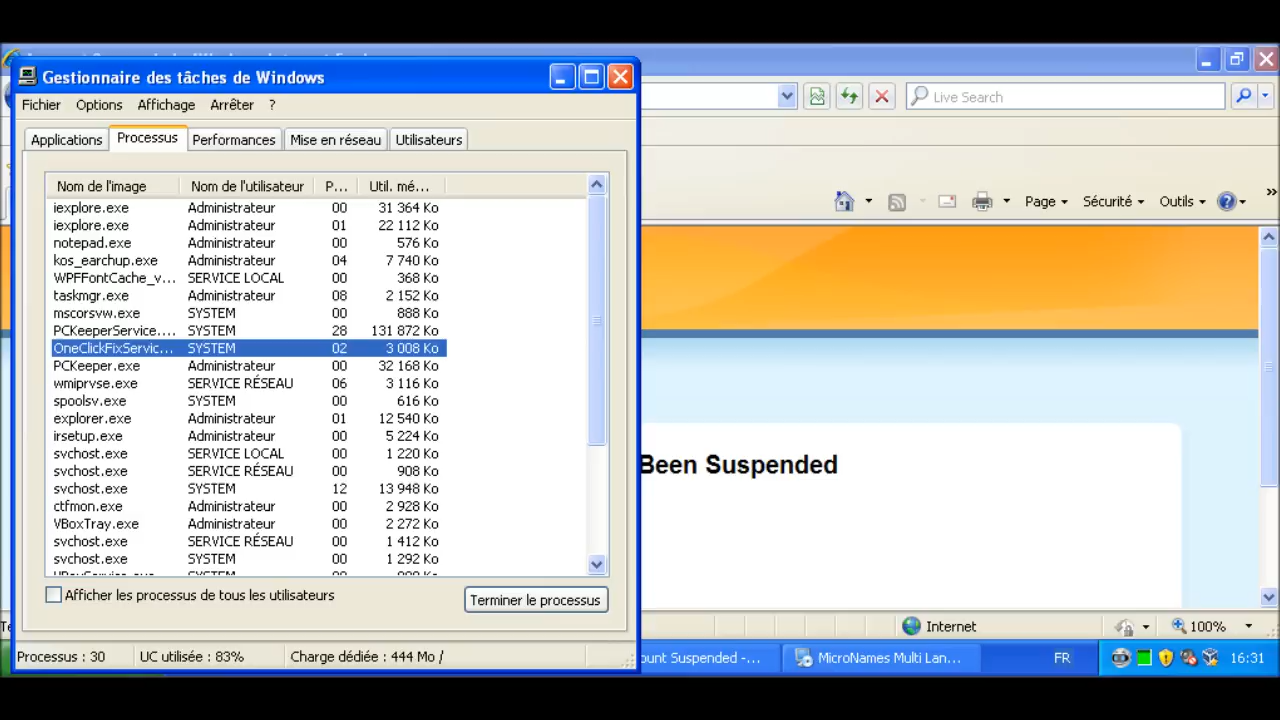 Gestionnaire des tâches de Windows
Fichier Options Affichage Arrêter ?
Live Search
Applications Processus Performances Mise en réseau Utilisateurs
Nom de l'image Nom de l'utilisateur P... Util. mé...
Page Sécurité Outils
iexplore.exe Administrateur 00 31 364 Ko
iexplore.exe Administrateur 01 22 112 Ko
notepad.exe Administrateur 00 576 Ko
kos_earchup.exe Administrateur 04 7 740 Ko
WPFFontCache_v... SERVICE LOCAL 00 368 Ko
taskmgr.exe Administrateur 08 2 152 Ko
mscorsvw.exe SYSTEM 00 888 Ko
PCKeeperService.... SYSTEM 28 131 872 Ko
OneClickFixServic... SYSTEM 02 3 008 Ko
PCKeeper.exe Administrateur 00 32 168 Ko
wmiprvse.exe SERVICE RÉSEAU 06 3 116 Ko
spoolsv.exe SYSTEM 00 616 Ko
explorer.exe Administrateur 01 12 540 Ko
irsetup.exe Administrateur 00 5 224 Ko
svchost.exe SERVICE LOCAL 00 1 220 Ko
svchost.exe SERVICE RÉSEAU 00 908 Ko
svchost.exe SYSTEM 12 13 948 Ko
ctfmon.exe Administrateur 00 2 928 Ko
VBoxTray.exe Administrateur 00 2 272 Ko
svchost.exe SERVICE RÉSEAU 00 1 412 Ko
svchost.exe SYSTEM 00 1 292 Ko
Been Suspended
Afficher les processus de tous les utilisateurs
Terminer le processus
Internet 100%
Processus : 30 UC utilisée : 83% Charge dédiée : 444 Mo /
ount Suspended -... MicroNames Multi Lan... FR 16:31